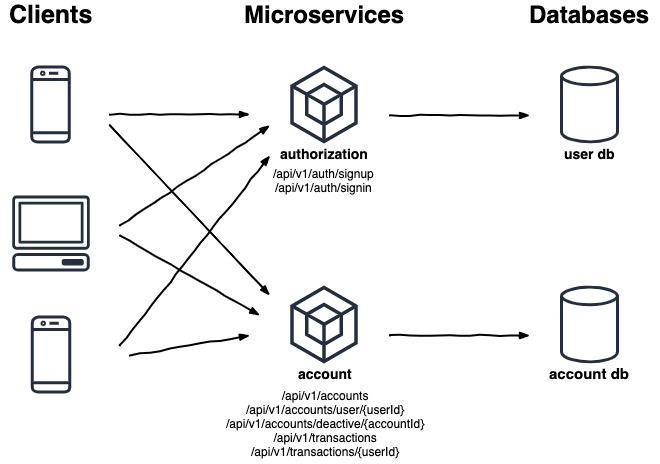 Clients
Microservices
Databases
authorization
/api/v1/auth/signup
/api/v1/auth/signin
user db
account
/api/v1/accounts
/api/v1/accounts/user/{userId}
/api/v1/accounts/deactive/{accountId}
/api/v1/transactions
/api/v1/transactions/{userId}
account db